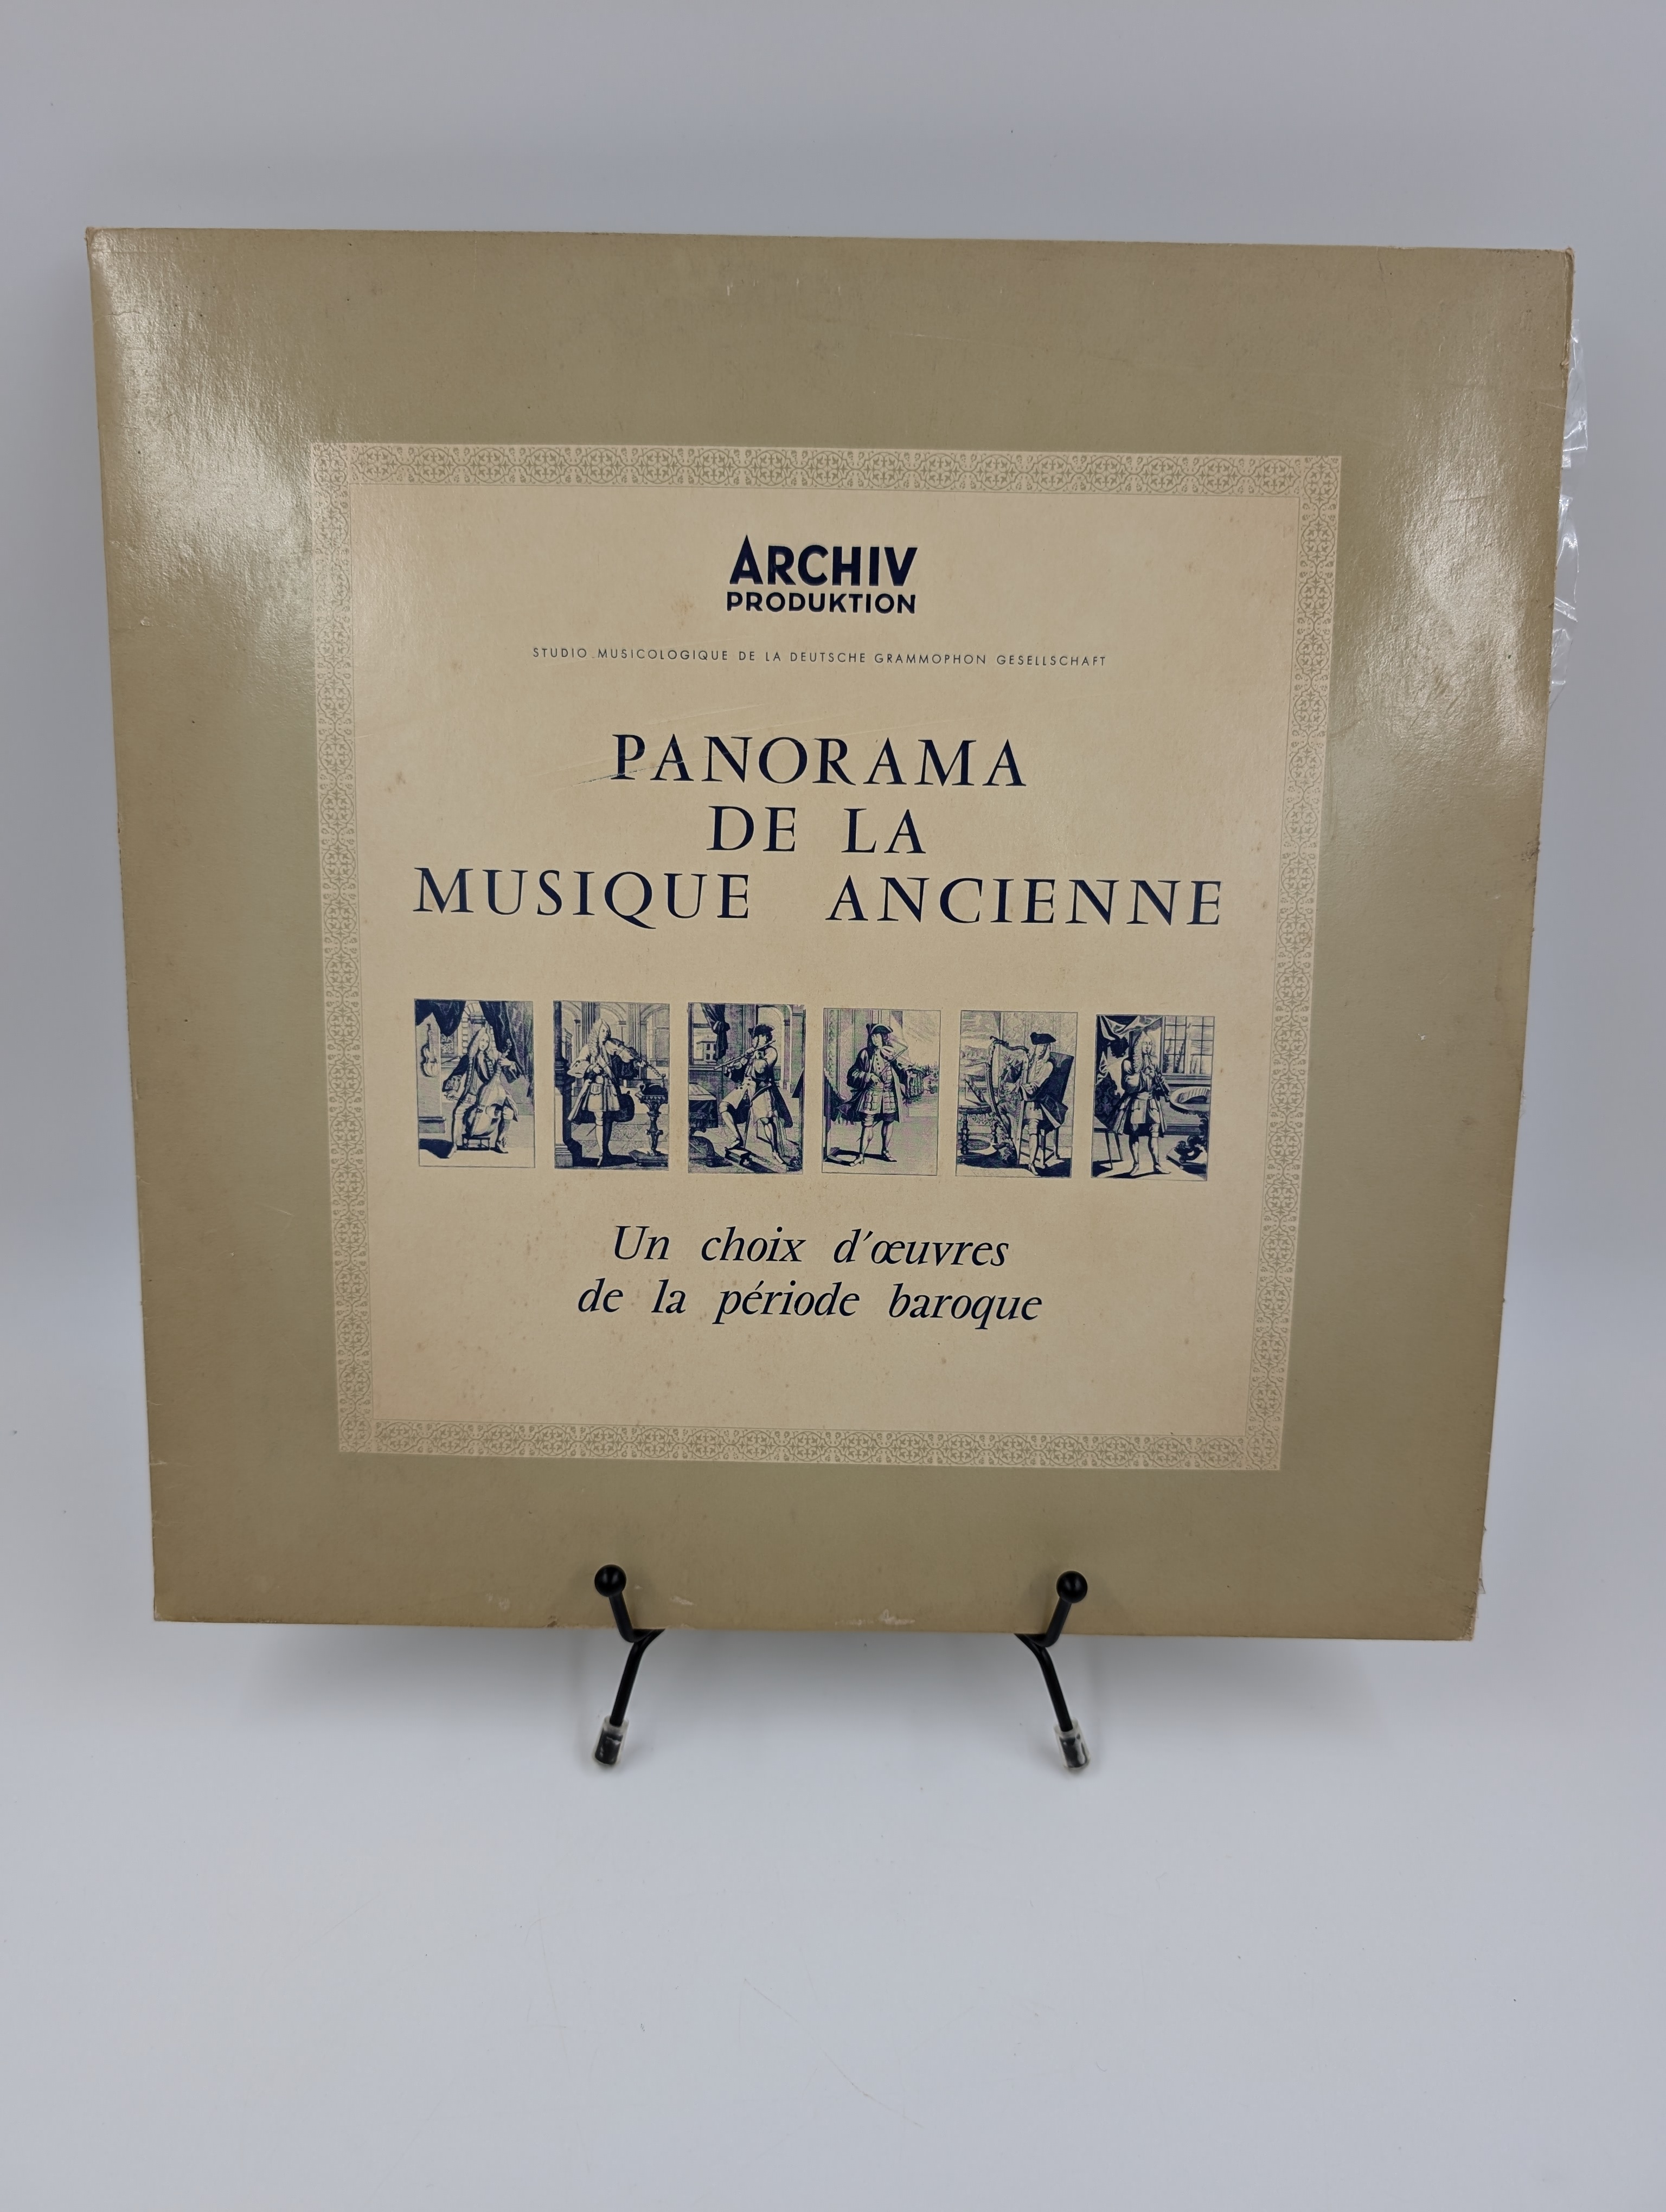 ARCHIV
PRODUKTION
STUDIO MUSICOLOGIQUE DE LA DEUTSCHE GRAMMOPHON GESELLSCHAFT
PANORAMA
DE LA
MUSIQUE ANCIENNE
Un choix d'œuvres
de la période baroque